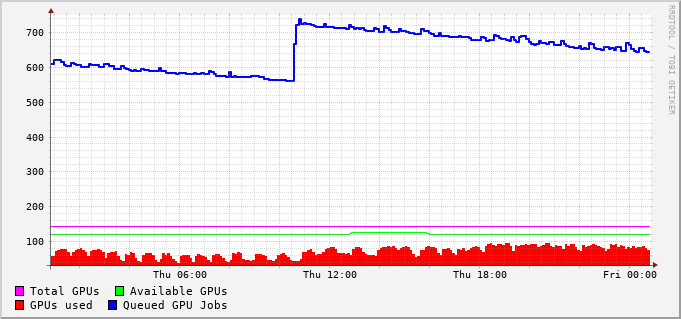 700
600
500
400
300
200
100
Thu 06:00 Thu 12:00 Thu 18:00 Fri 00:00
Total GPUs Available GPUs
GPUs used Queued GPU Jobs
RRDTOOL / TOBI OETIKER